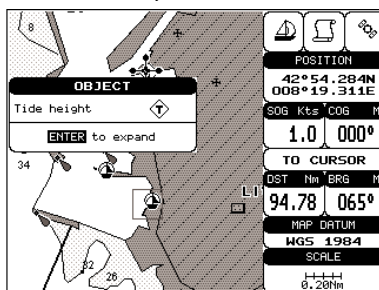 8
OBJECT
Tide height T
ENTER to expand
34
32
26
LI
POSITION
42°54.284N
008°19.311E
SOG Kts COG M
1.0 000°
TO CURSOR
DST Nm BRG M
94.78 065°
MAP DATUM
WGS 1984
SCALE
0.20Nm